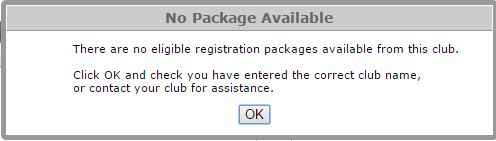 No Package Available
There are no eligible registration packages available from this club.
Click OK and check you have entered the correct club name,
or contact your club for assistance.
OK